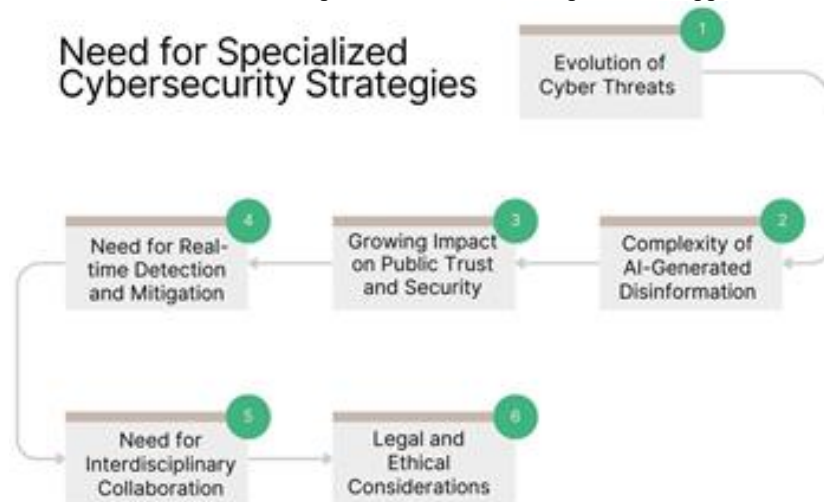 Need for Specialized
Cybersecurity Strategies
1
Evolution of
Cyber Threats
2
Complexity of
AI-Generated
Disinformation
3
Growing Impact
on Public Trust
and Security
4
Need for Real-
time Detection
and Mitigation
5
Need for
Interdisciplinary
Collaboration
6
Legal and
Ethical
Considerations